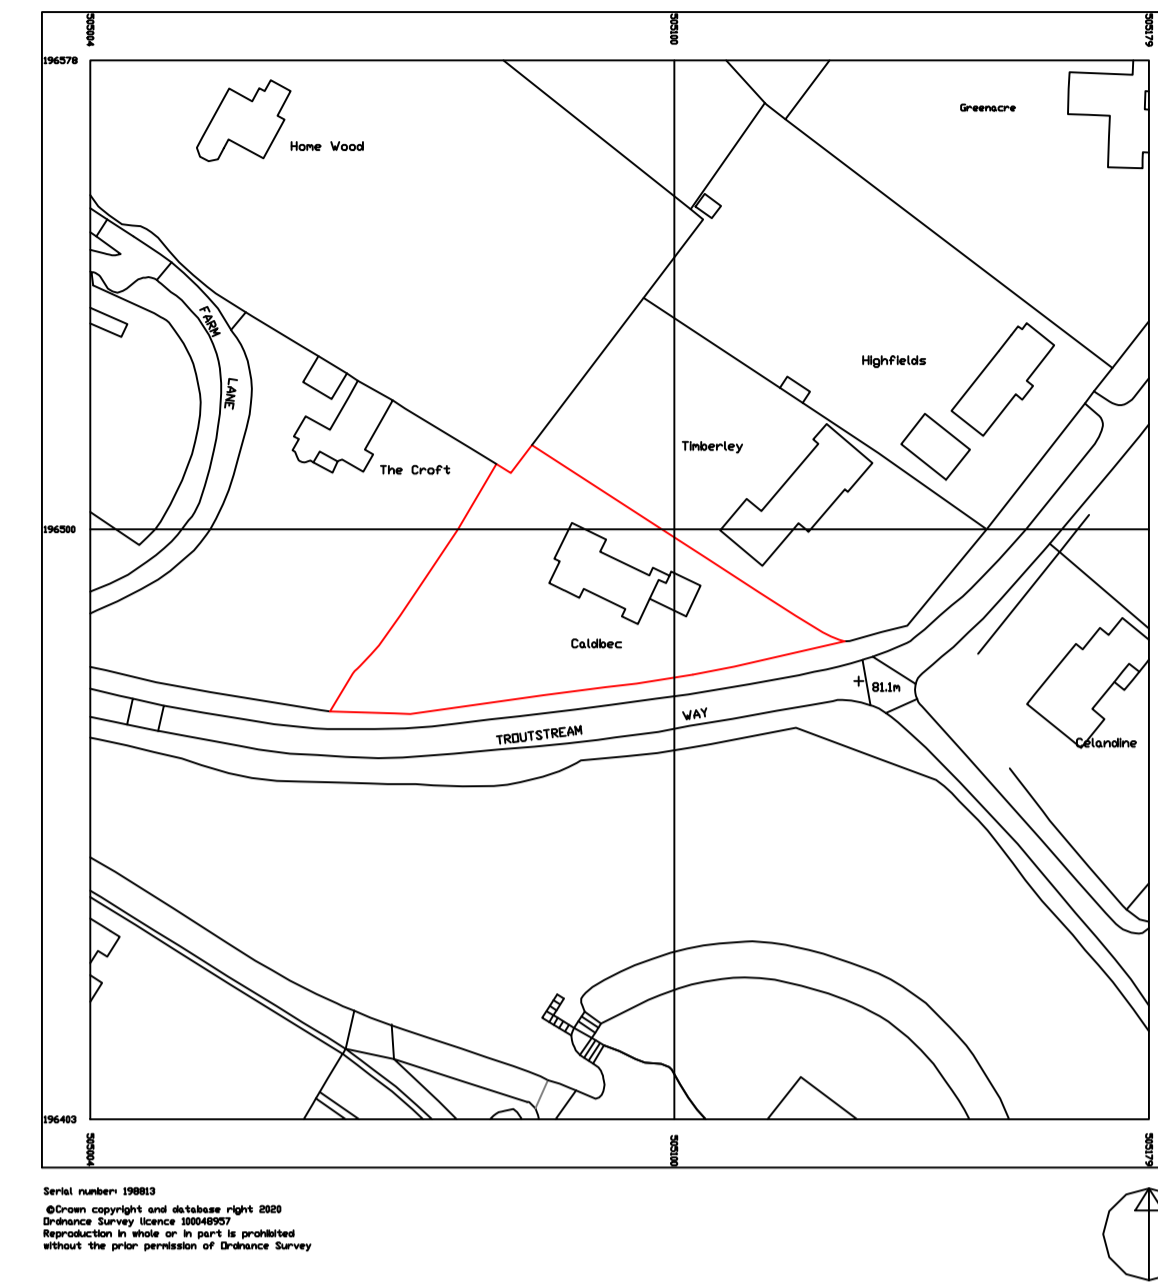 505004
505100
505179
196578
Greenacre
Home Wood
FARM
LANE
Highfields
Timberley
The Croft
196500
Caldbec
81.1m
WAY
TROUTSTREAM
Celandine
196403
505004
505100
505179
Serial number: 198813
©Crown copyright and database right 2020
Ordnance Survey licence 100048957
Reproduction in whole or in part is prohibited
without the prior permission of Ordnance Survey